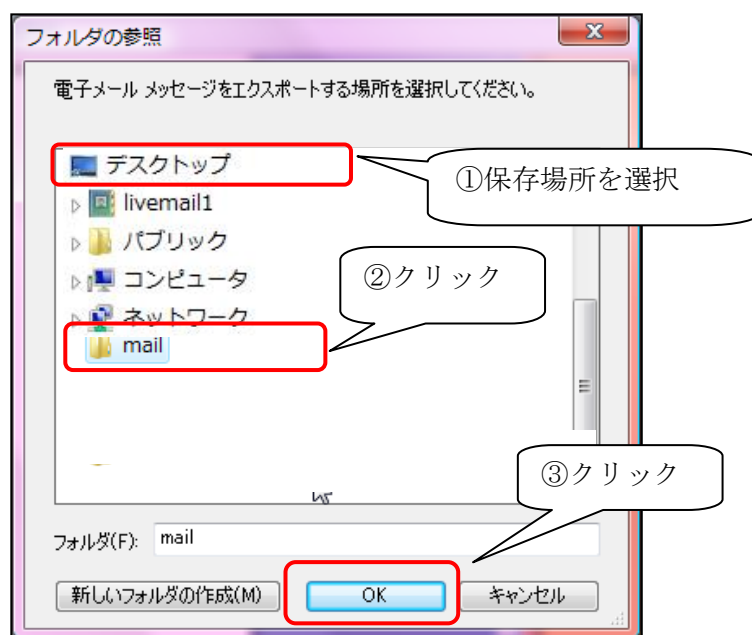 フォルダの参照
電子メール メッセージをエクスポートする場所を選択してください。
デスクトップ
①保存場所を選択
livemail1
パブリック
コンピュータ
②クリック
ネットワーク
mail
③クリック
フォルダ(F): mail
新しいフォルダの作成(M) OK キャンセル